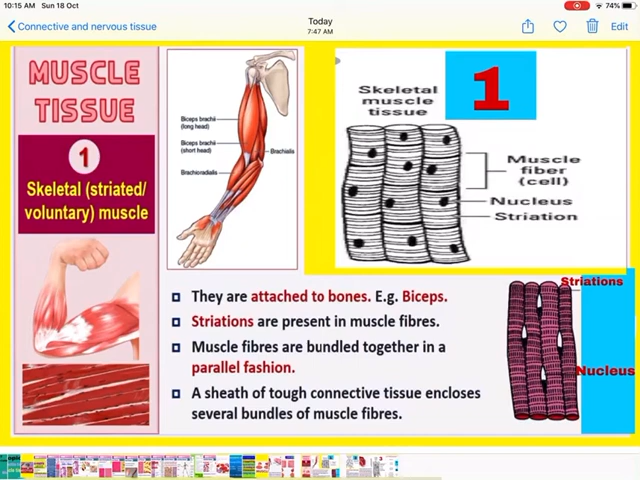 10:15 AM Sun 18 Oct
74%
Connective and nervous tissue
Today
7:47 AM
Edit
MUSCLE
TISSUE
1
Skeletal (striated/
voluntary) muscle
Biceps brachii
(long head)
Biceps brachii
(short head)
Brachialis
Brachioradialis
Skeletal
muscle
tissue
1
Muscle
fiber
(cell)
Nucleus
Striation
They are attached to bones. E.g. Biceps.
Striations are present in muscle fibres.
Muscle fibres are bundled together in a
parallel fashion.
A sheath of tough connective tissue encloses
several bundles of muscle fibres.
Striations
Nucleus